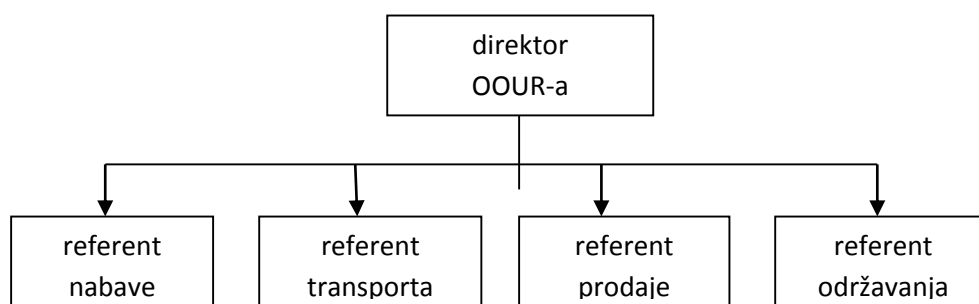 direktor
OOUR-a
referent
nabave
referent
transporta
referent
prodaje
referent
održavanja